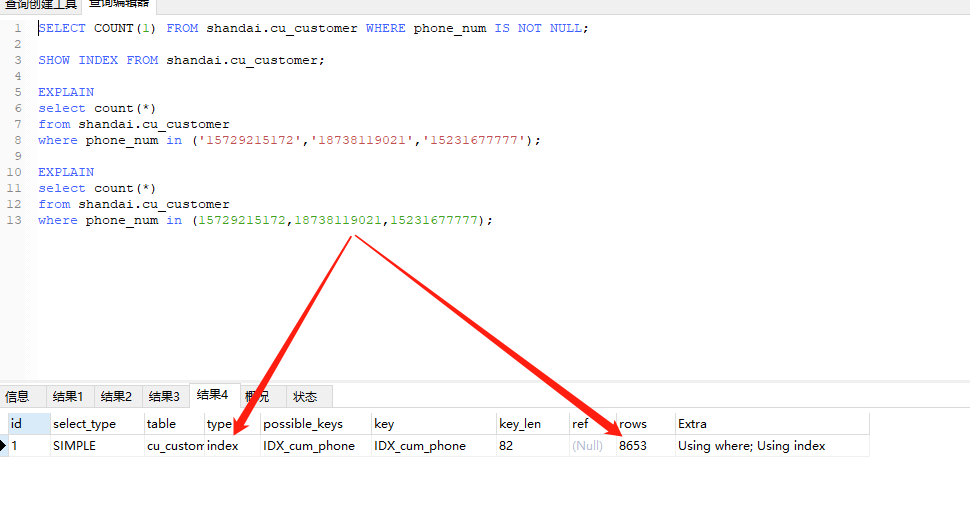 查询创建工具 查询编辑器
1 SELECT COUNT(1) FROM shandai.cu_customer WHERE phone_num IS NOT NULL;
2
3 SHOW INDEX FROM shandai.cu_customer;
4
5 EXPLAIN
6 select count(*)
7 from shandai.cu_customer
8 where phone_num in ('15729215172','18738119021','15231677777');
9
10 EXPLAIN
11 select count(*)
12 from shandai.cu_customer
13 where phone_num in (15729215172,18738119021,15231677777);
信息 结果1 结果2 结果3 结果4 概况 状态
id select_type table type possible_keys key key_len ref rows Extra
1 SIMPLE cu_custom index IDX_cum_phone IDX_cum_phone 82 (Null) 8653 Using where; Using index